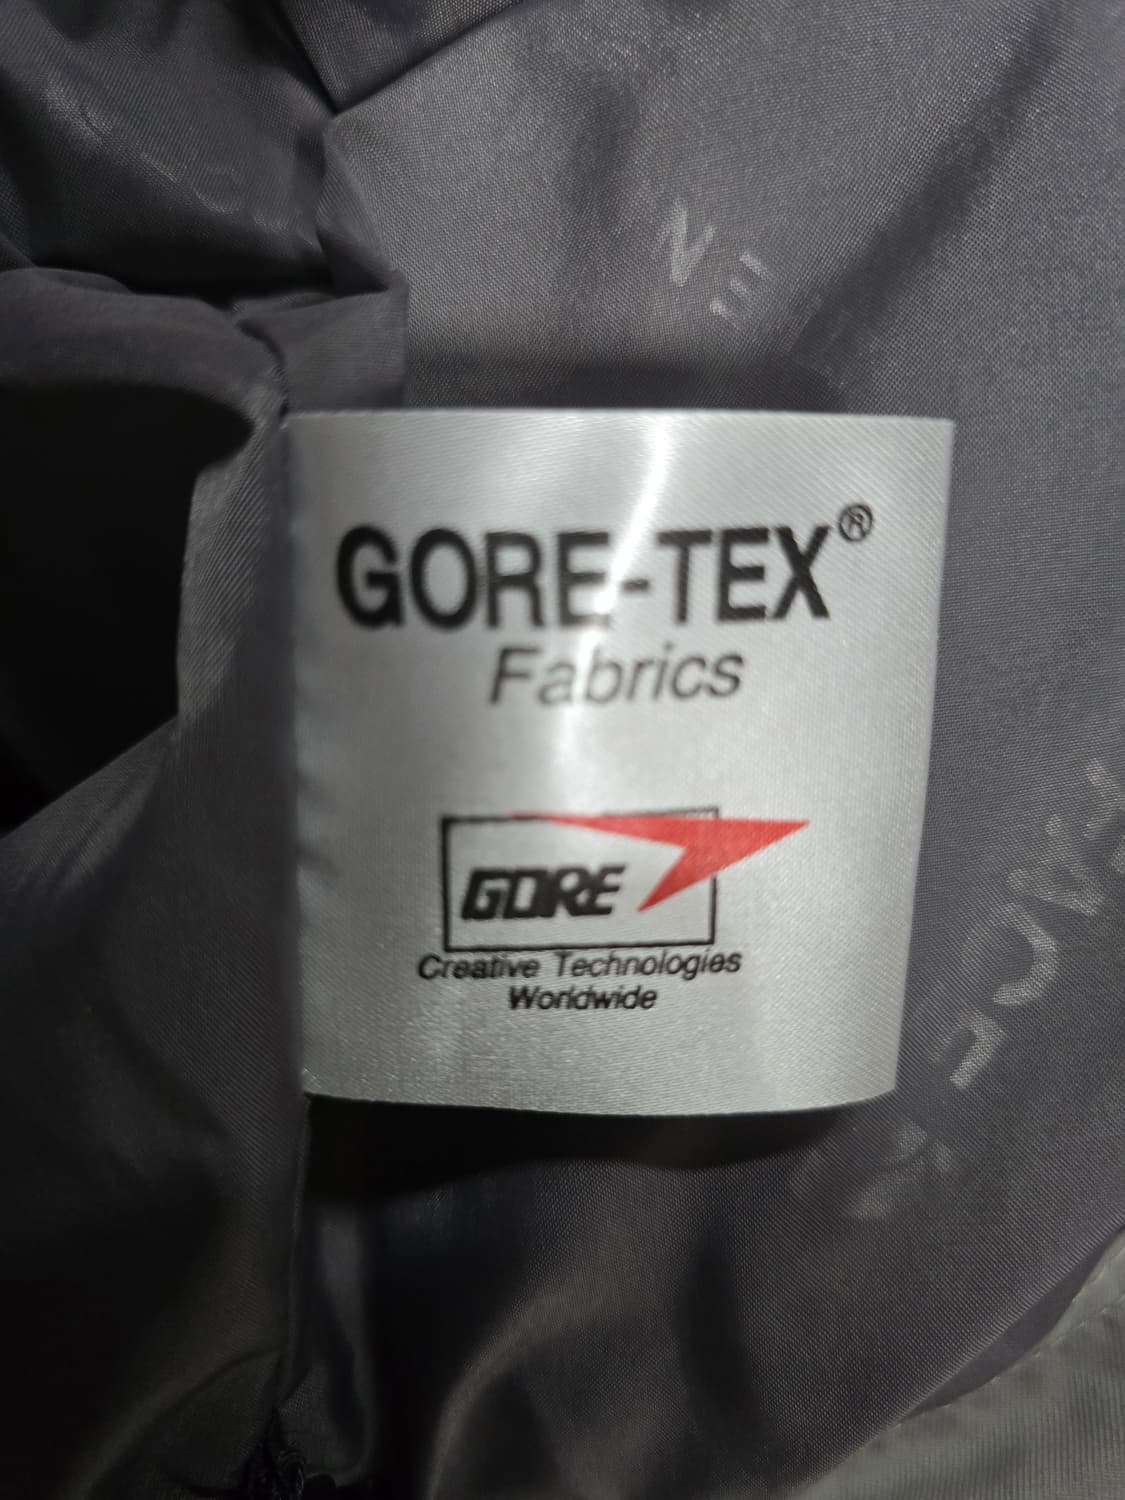 GORE-TEX®
Fabrics
GORE
Creative Technologies
Worldwide